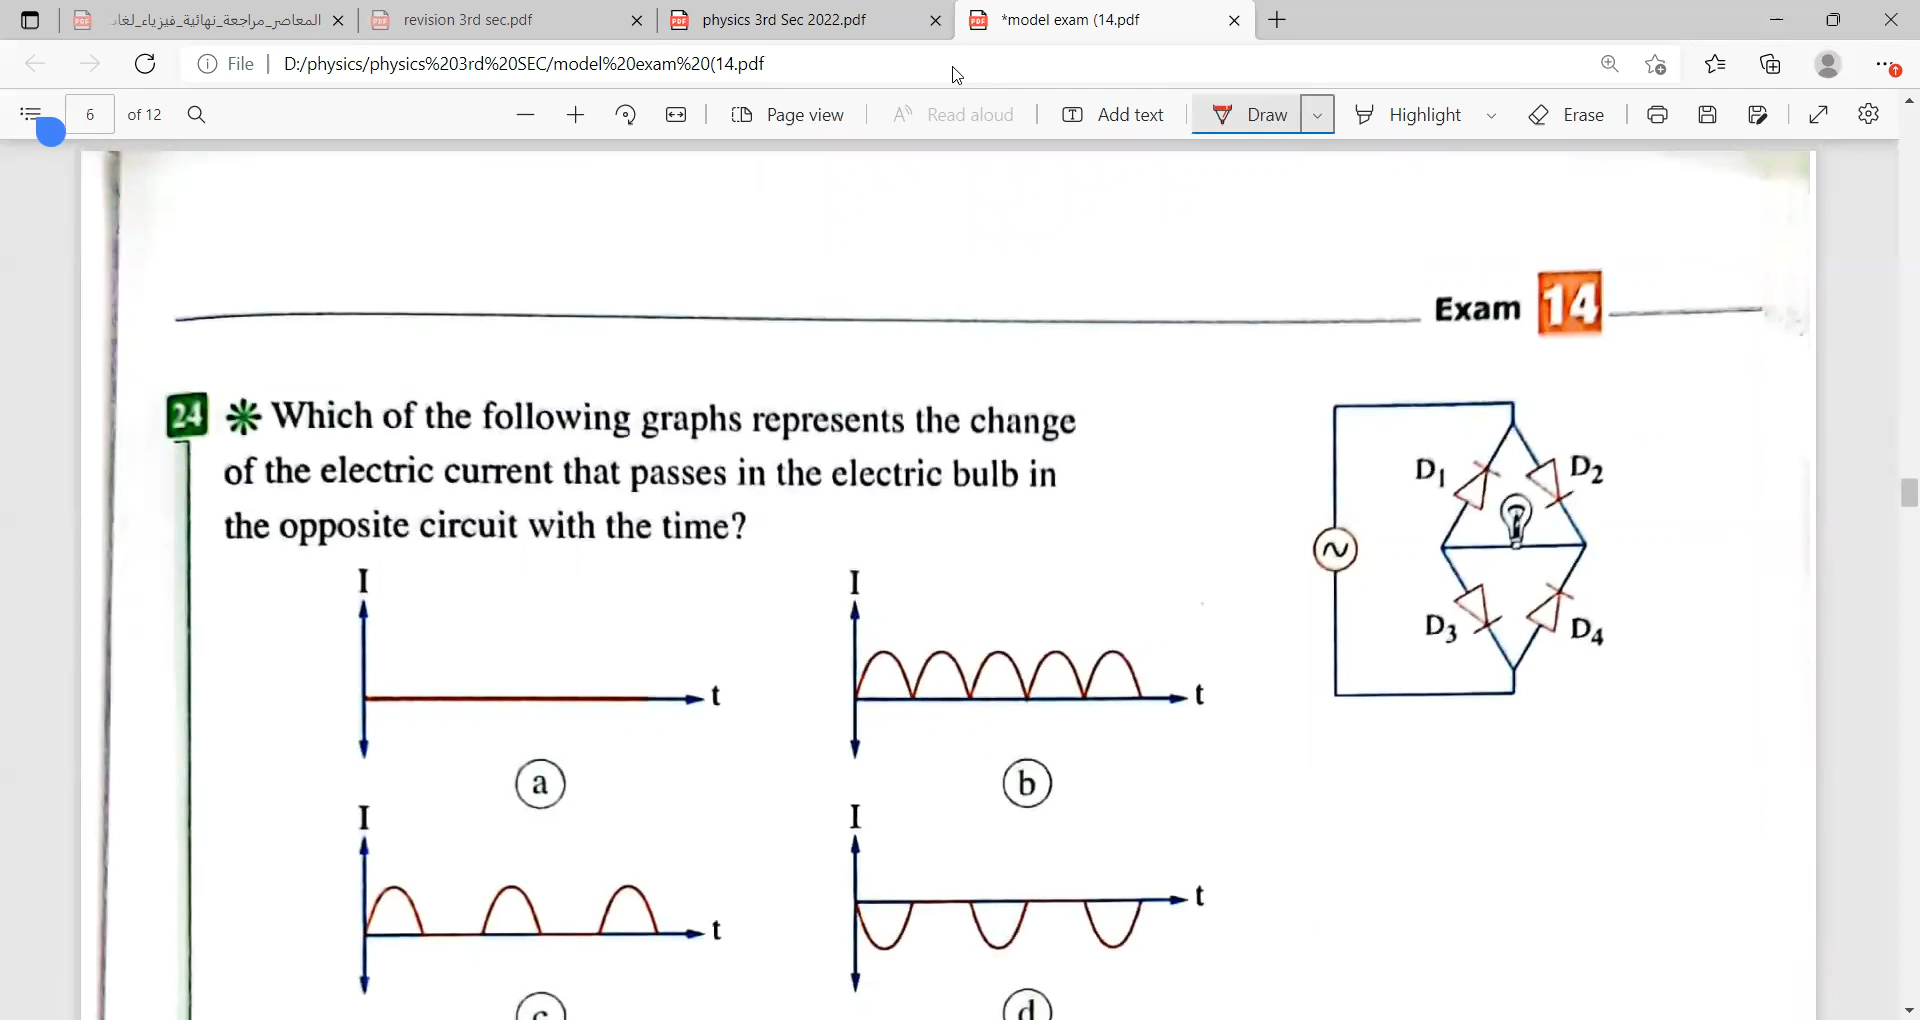 المعاصر_مراجعة_نهائية_فيزياء_لغات
revision 3rd sec.pdf
physics 3rd Sec 2022.pdf
*model exam (14.pdf
File
D:/physics/physics%203rd%20SEC/model%20exam%20(14.pdf
6 of 12
Page view
Read aloud
Add text
Draw
Highlight
Erase
Exam 14
24 Which of the following graphs represents the change
of the electric current that passes in the electric bulb in
the opposite circuit with the time?
D1
D2
D3
D4
I
t
a
I
t
b
I
t
c
I
t
d